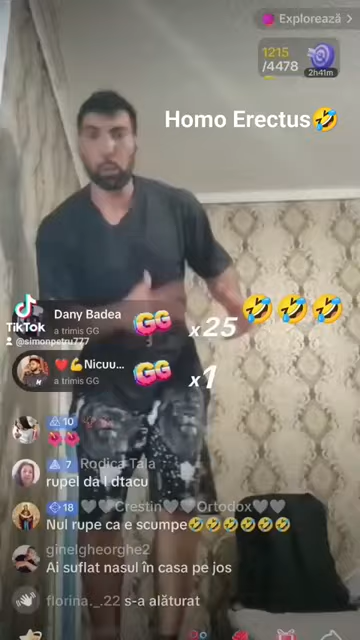 Explorează
1215
/4478
2h41m
Homo Erectus🤣
🤣🤣🤣
Dany Badea
a trimis GG
GG
x25
TikTok
@simonpetru777
❤️💪Nicuu...
a trimis GG
GG
x1
10
7 Rodica Tala
rupel da l dtacu
18 🩶🩶Crestin🩶🩶Ortodox🩶🩶
Nul rupe ca e scumpe🤣🤣🤣🤣🤣🤣
ginelgheorghe2
Ai suflat nasul în casa pe jos
florina._.22 s-a alăturat